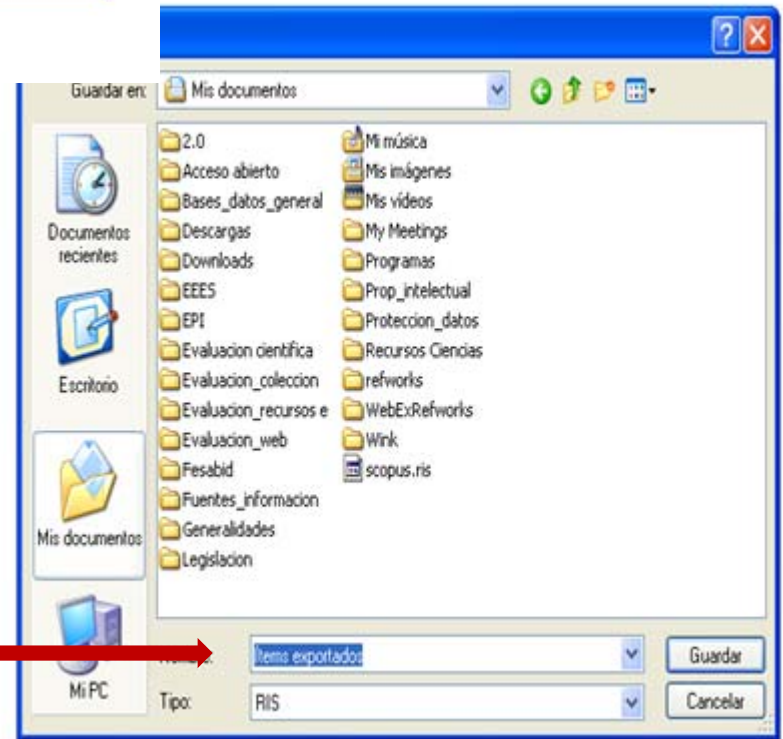 Guardar en: Mis documentos
2.0
Acceso abierto
Bases_datos_general
Descargas
Downloads
EEES
EPI
Evaluacion cientifica
Evaluacion_coleccion
Evaluacion_recursos e
Evaluacion_web
Fesabid
Fuentes_informacion
Generalidades
Legislacion
Mi música
Mis imágenes
Mis vídeos
My Meetings
Programas
Prop_intelectual
Proteccion_datos
Recursos Ciencias
refworks
WebExRefworks
Wink
scopus.ris
Documentos
recientes
Escritorio
Mis documentos
Mi PC
Items exportados
Guardar
Tipo: RIS
Cancelar